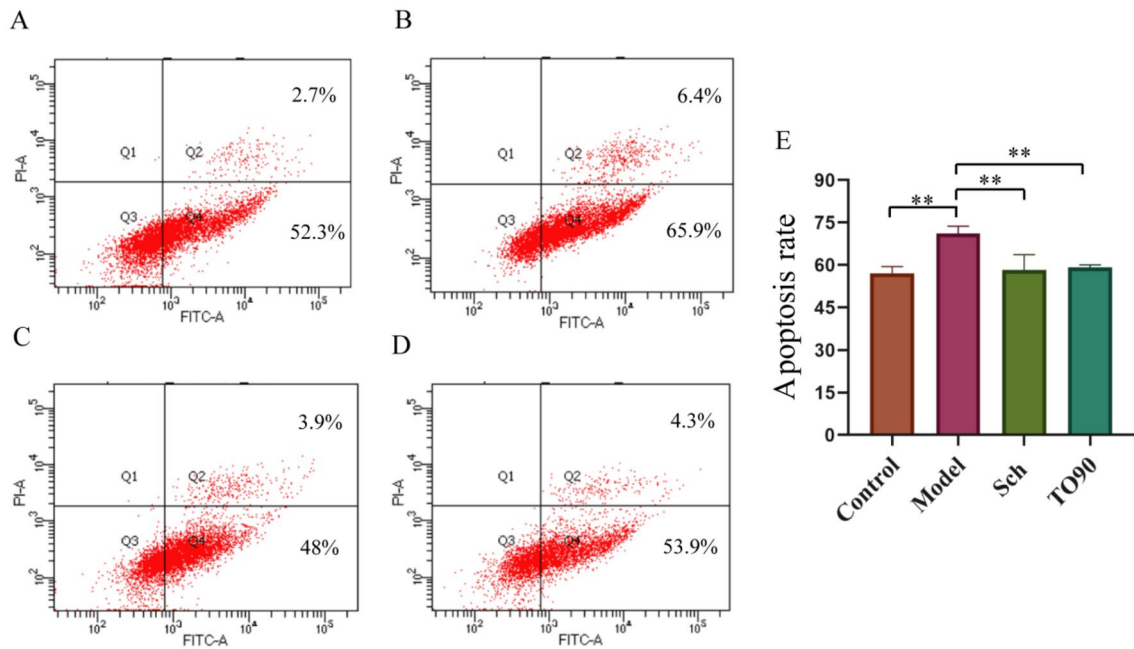 A
PI-A
10⁵
10⁴
10³
10²
Q1
Q2
Q3
Q4
2.7%
52.3%
10²
10³
10⁴
10⁵
FITC-A
B
PI-A
10⁵
10⁴
10³
10²
Q1
Q2
Q3
Q4
6.4%
65.9%
10²
10³
10⁴
10⁵
FITC-A
C
PI-A
10⁵
10⁴
10³
10²
Q1
Q2
Q3
Q4
3.9%
48%
10²
10³
10⁴
10⁵
FITC-A
D
PI-A
10⁵
10⁴
10³
10²
Q1
Q2
Q3
Q4
4.3%
53.9%
10²
10³
10⁴
10⁵
FITC-A
E
Apoptosis rate
90
75
60
45
30
15
0
**
**
**
Control
Model
Sch
TO90